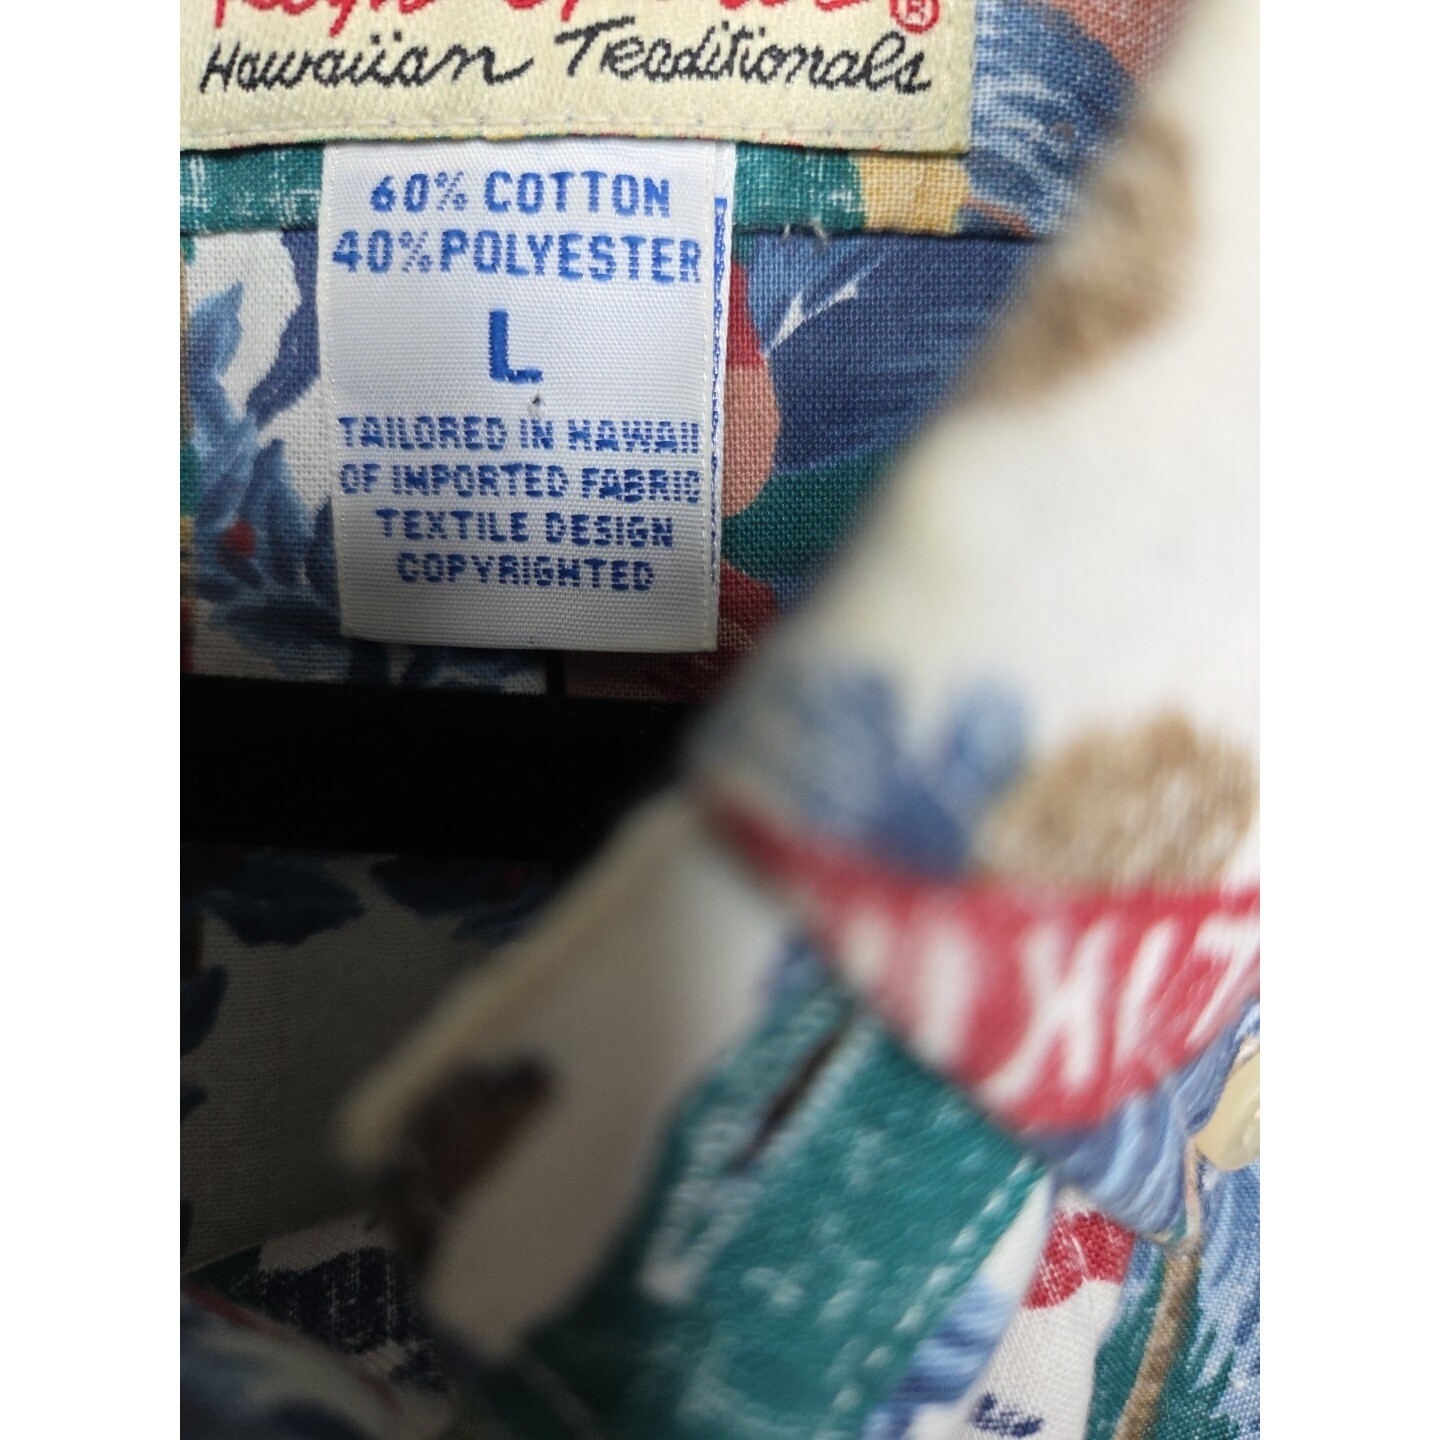 Hawaiian Traditionals
60% COTTON
40% POLYESTER
L
TAILORED IN HAWAII
OF IMPORTED FABRIC
TEXTILE DESIGN
COPYRIGHTED